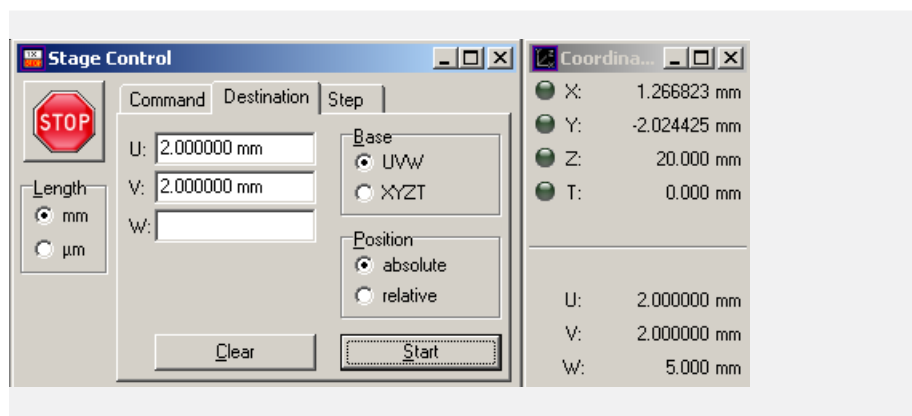 Stage Control
STOP
Length
mm
µm
Command Destination Step
U: 2.000000 mm
V: 2.000000 mm
W:
Base
UVW
XYZT
Position
absolute
relative
Clear
Start
Coordina...
X: 1.266823 mm
Y: -2.024425 mm
Z: 20.000 mm
T: 0.000 mm
U: 2.000000 mm
V: 2.000000 mm
W: 5.000 mm